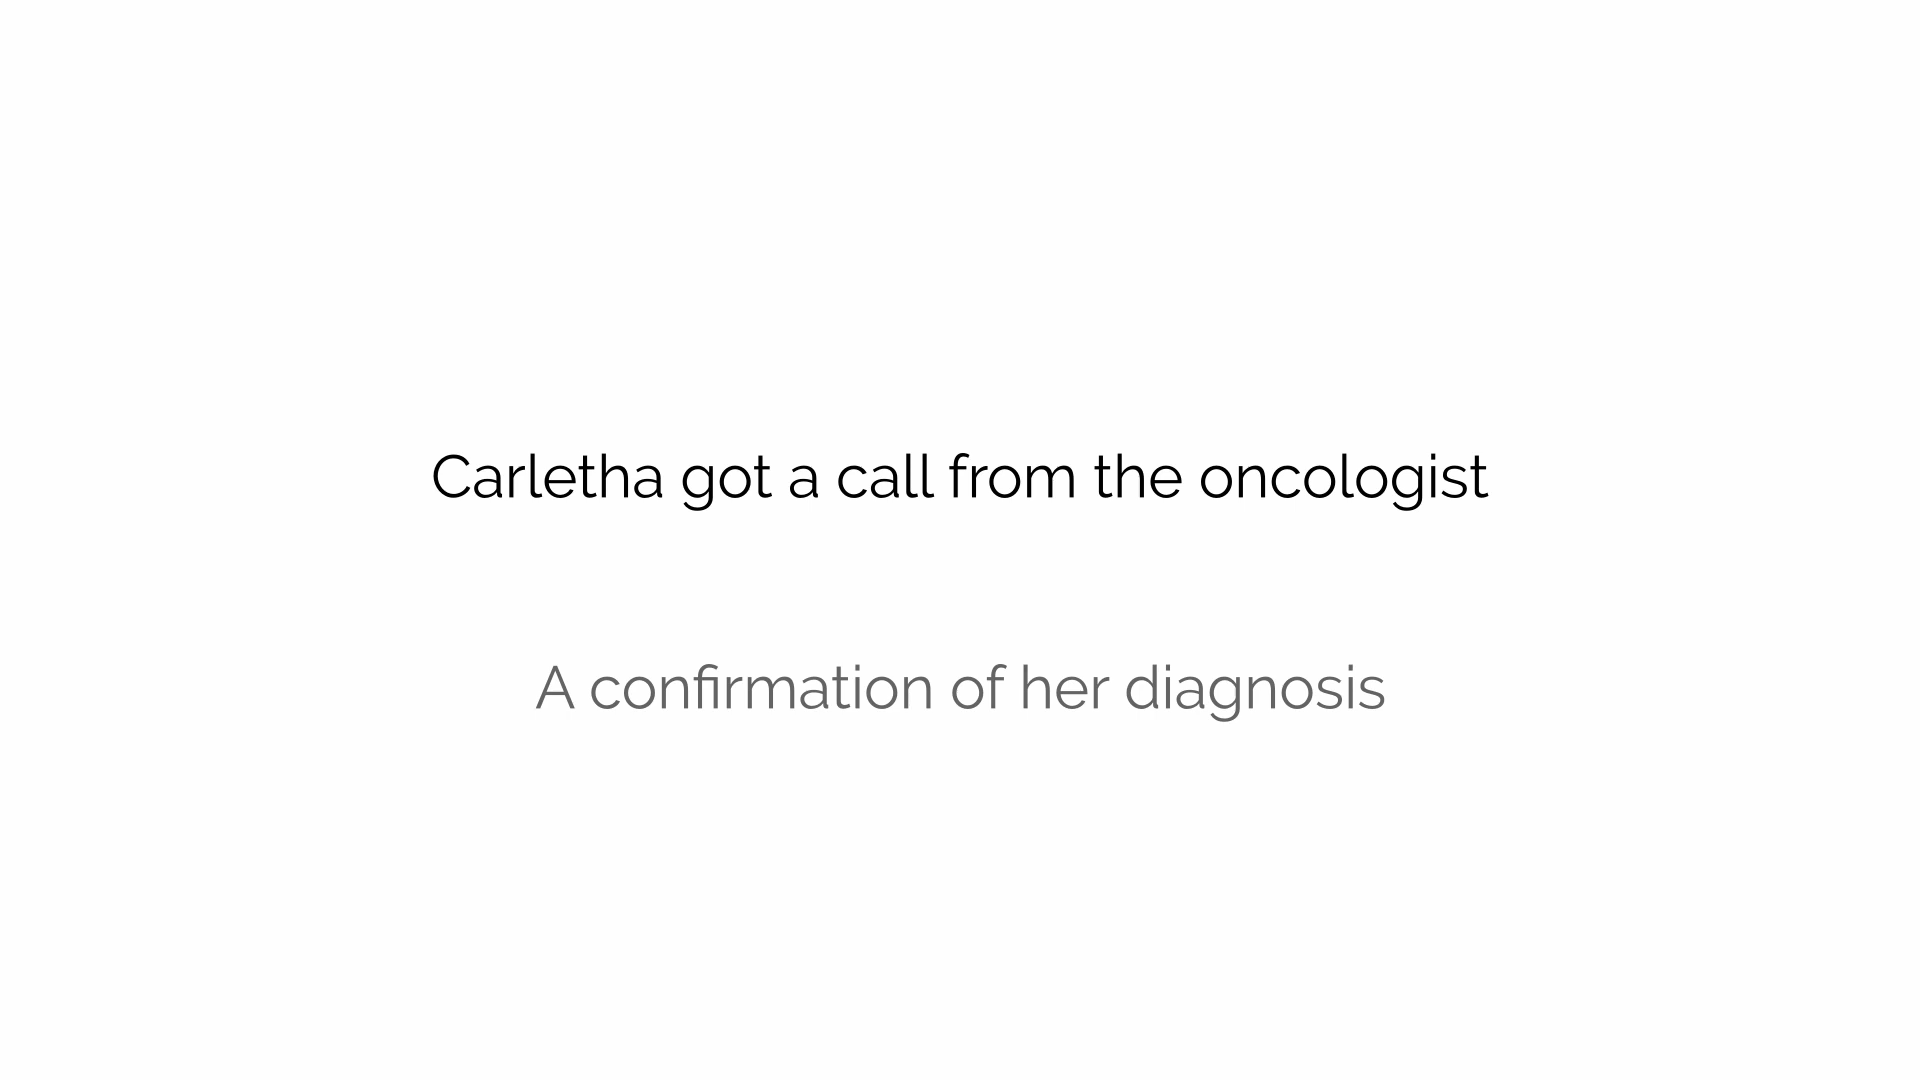 Carletha got a call from the oncologist
A confirmation of her diagnosis